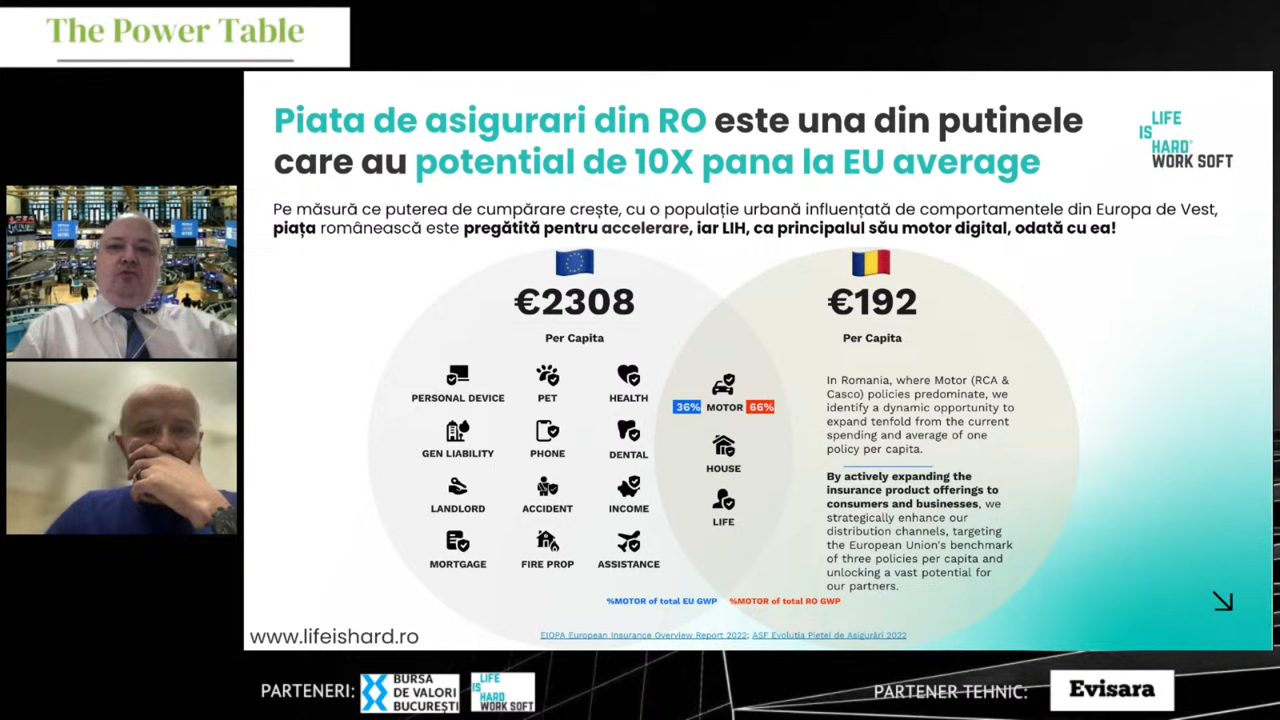 The Power Table
Piata de asigurari din RO este una din putinele
care au potential de 10X pana la EU average
LIFE
IS
HARD
WORK SOFT
Pe măsură ce puterea de cumpărare crește, cu o populație urbană influențată de comportamentele din Europa de Vest,
piața românească este pregătită pentru accelerare, iar LIH, ca principalul său motor digital, odată cu ea!
€2308
Per Capita
€192
Per Capita
PERSONAL DEVICE
PET
HEALTH
GEN LIABILITY
PHONE
DENTAL
LANDLORD
ACCIDENT
INCOME
MORTGAGE
FIRE PROP
ASSISTANCE
36% MOTOR 66%
HOUSE
LIFE
In Romania, where Motor (RCA &
Casco) policies predominate, we
identify a dynamic opportunity to
expand tenfold from the current
spending and average of one
policy per capita.
By actively expanding the
insurance product offerings to
consumers and businesses, we
strategically enhance our
distribution channels, targeting
the European Union's benchmark
of three policies per capita and
unlocking a vast potential for
our partners.
%MOTOR of total EU GWP %MOTOR of total RO GWP
www.lifeishard.ro
EIOPA European Insurance Overview Report 2022; ASF Evolutia Pietei de Asigurări 2022
PARTENERI:
BURSA
DE VALORI
BUCUREȘTI
LIFE
IS
HARD
WORK SOFT
PARTENER TEHNIC:
Evisara